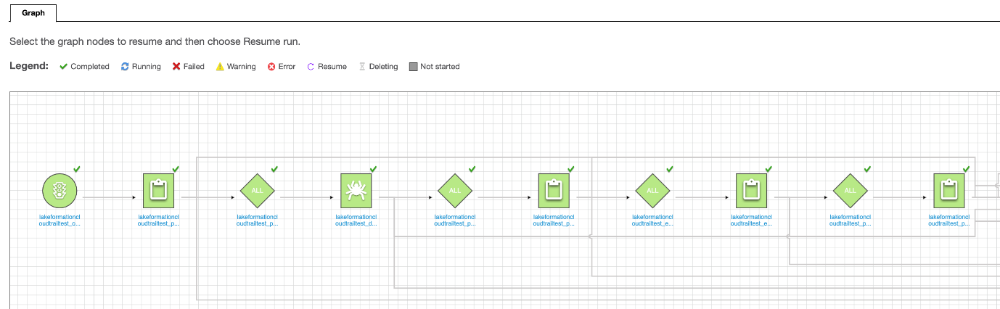 Graph
Select the graph nodes to resume and then choose Resume run.
Legend: Completed Running Failed Warning Error Resume Deleting Not started
ALL ALL ALL ALL
lakeformationcl lakeformationcl lakeformationcl lakeformationcl lakeformationcl lakeformationcl lakeformationcl lakeformationcl lakeformationcl lakeformationcl
oudtrailtest_o... oudtrailtest_p... oudtrailtest_p... oudtrailtest_d... oudtrailtest_p... oudtrailtest_p... oudtrailtest_e... oudtrailtest_e... oudtrailtest_p... oudtrailtest_p...